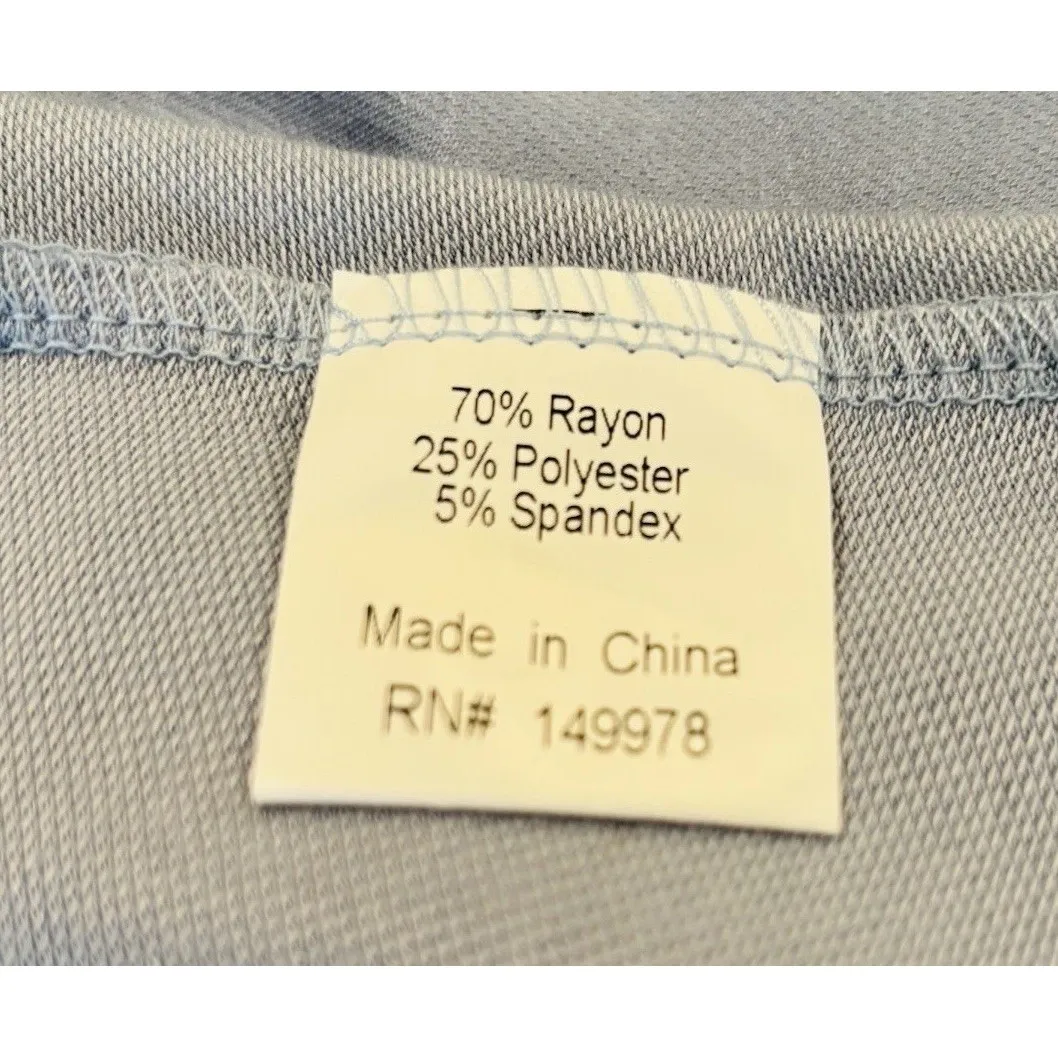 70% Rayon
25% Polyester
5% Spandex
Made in China
RN# 149978